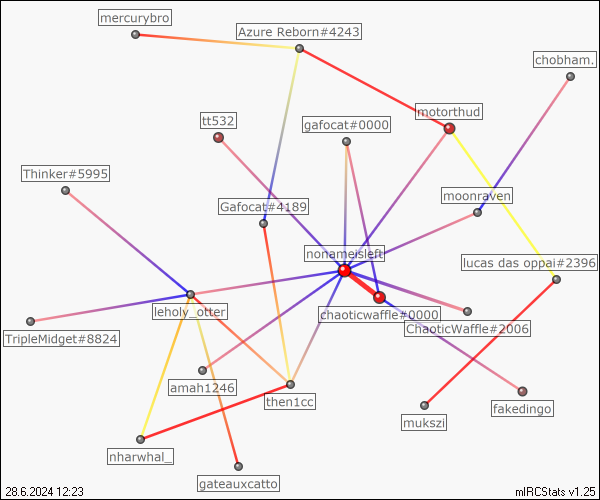 mercurybro
Azure Reborn#4243
chobham.
tt532
gafocat#0000
motorthud
Thinker#5995
Gafocat#4189
moonraven
nonameisleft
lucas das oppai#2396
leholy_otter
chaoticwaffle#0000
ChaoticWaffle#2006
TripleMidget#8824
amah1246
then1cc
mukszi
fakedingo
nharwhal_
gateauxcatto
28.6.2024 12:23
mIRCStats v1.25